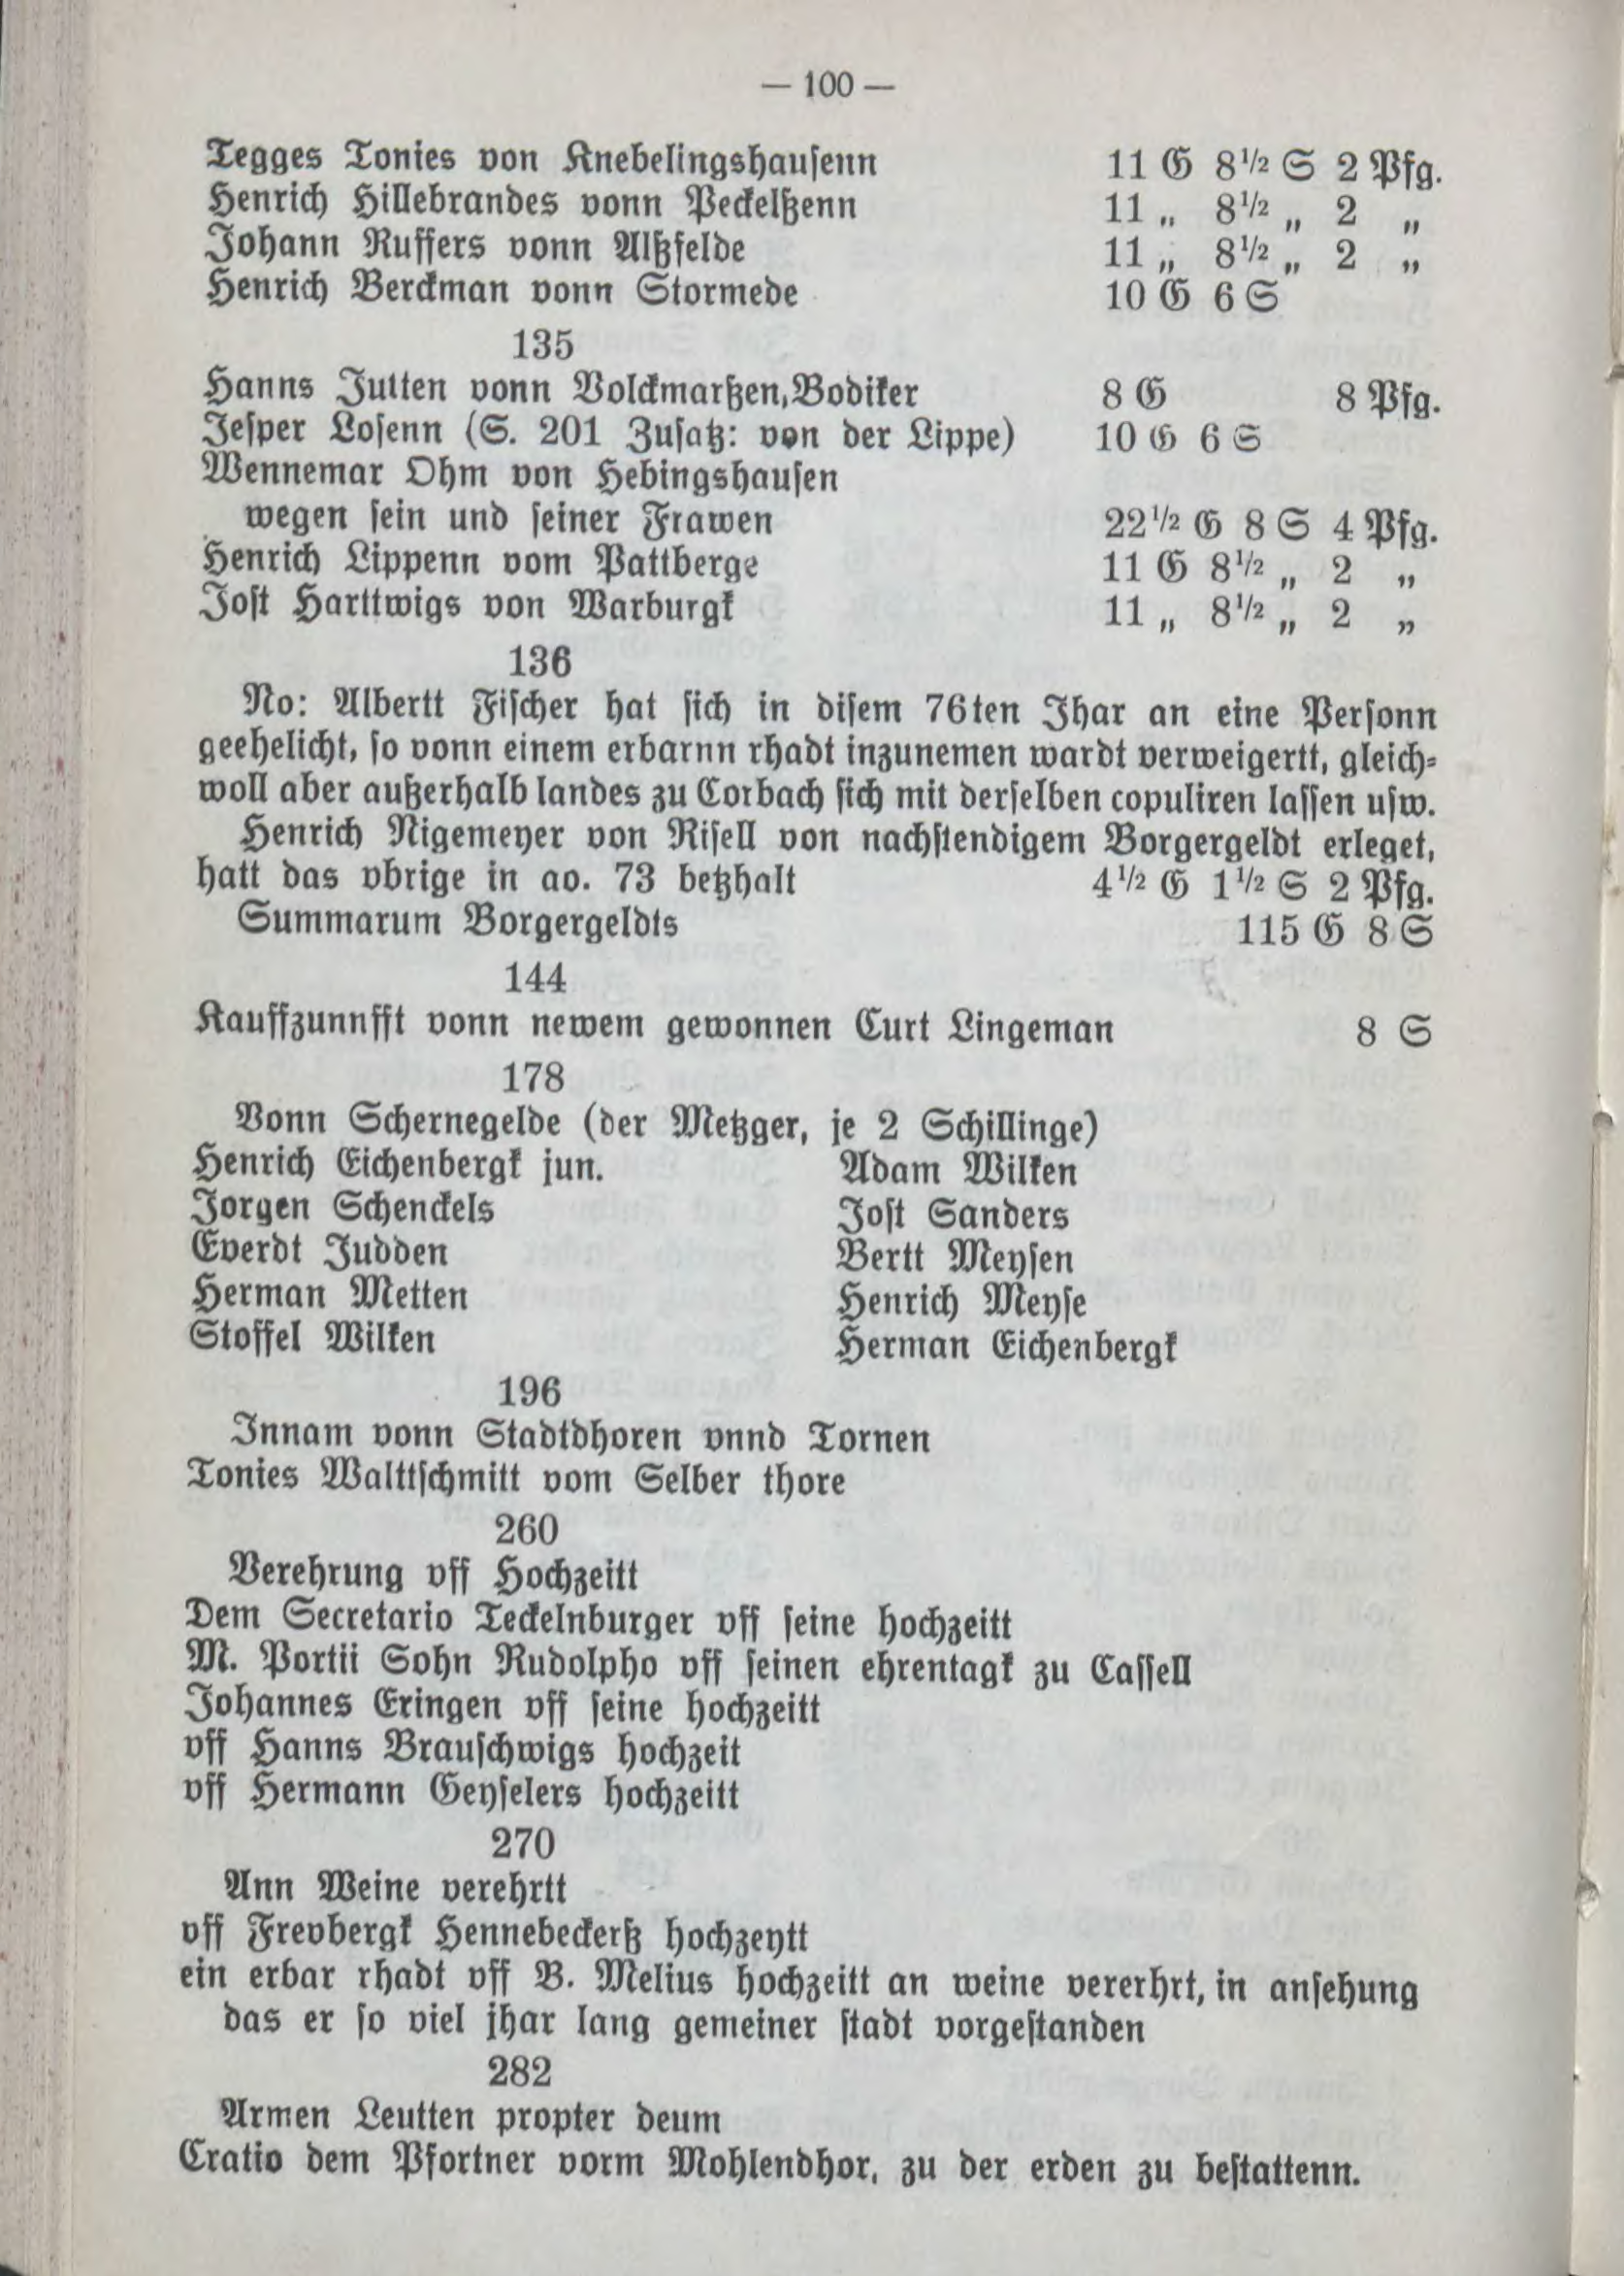 — 100 —
Tegges Tonies von Knebelingshausenn 11 G 8½ S 2 Pfg.
Henrich Hillebrandes vonn Peckelßenn 11 „ 8½ „ 2 „
Johann Ruffers vonn Alßfelde 11 „ 8½ „ 2 „
Henrich Berckman vonn Stormede 10 G 6 S
135
Hanns Jutten vonn Volckmarßen, Bodiker 8 G 8 Pfg.
Jesper Losenn (S. 201 Zusatz: von der Lippe) 10 G 6 S
Wennemar Ohm von Hebingshausen
wegen sein und seiner Frawen 22½ G 8 S 4 Pfg.
Henrich Lippenn vom Pattberge 11 G 8½ „ 2 „
Jost Harttwigs von Warburgk 11 „ 8½ „ 2 „
136
No: Albertt Fischer hat sich in disem 76ten Jhar an eine Personn
geehelicht, so vonn einem erbarnn rhadt inzunemen wardt verweigertt, gleich-
woll aber außerhalb landes zu Corbach sich mit derselben copuliren lassen usw.
Henrich Nigemeyer von Risell von nachstendigem Borgergeldt erleget,
hatt das vbrige in ao. 73 betzhalt 4½ G 1½ S 2 Pfg.
Summarum Borgergeldts 115 G 8 S
144
Kauffzunnfft vonn newem gewonnen Curt Lingeman 8 S
178
Vonn Schernegelde (der Metzger, je 2 Schillinge)
Henrich Eichenbergk jun. Adam Wilken
Jorgen Schenckels Jost Sanders
Everdt Judden Bertt Meysen
Herman Metten Henrich Meyse
Stoffel Wilken Herman Eichenbergk
196
Innam vonn Stadtdhoren vnnd Tornen
Tonies Walttschmitt vom Selber thore
260
Verehrung vff Hochzeitt
Dem Secretario Teckelnburger vff seine hochzeitt
M. Portii Sohn Rudolpho vff seinen ehrentagk zu Cassell
Johannes Eringen vff seine hochzeitt
vff Hanns Brauschwigs hochzeit
vff Hermann Geyselers hochzeitt
270
Ann Weine verehrtt
vff Frevbergk Hennebeckerß hochzeytt
ein erbar rhadt vff B. Melius hochzeitt an weine vererhrt, in ansehung
das er so viel jhar lang gemeiner stadt vorgestanden
282
Armen Leutten propter deum
Cratio dem Pfortner vorm Mohlendhor, zu der erden zu bestattenn.